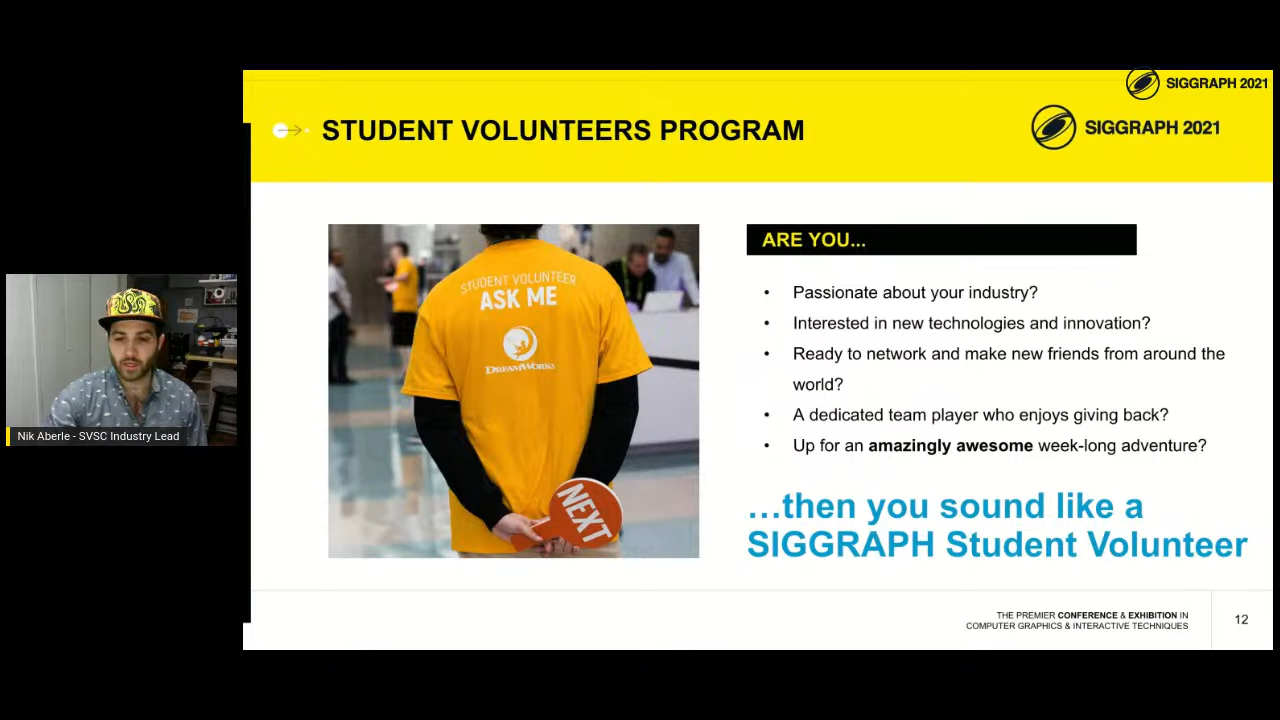 SIGGRAPH 2021
STUDENT VOLUNTEERS PROGRAM
SIGGRAPH 2021
STUDENT VOLUNTEER
ASK ME
DREAMWORKS
NEXT
ARE YOU...
• Passionate about your industry?
• Interested in new technologies and innovation?
• Ready to network and make new friends from around the
world?
• A dedicated team player who enjoys giving back?
• Up for an amazingly awesome week-long adventure?
…then you sound like a
SIGGRAPH Student Volunteer
Nik Aberle - SVSC Industry Lead
THE PREMIER CONFERENCE & EXHIBITION IN
COMPUTER GRAPHICS & INTERACTIVE TECHNIQUES
12